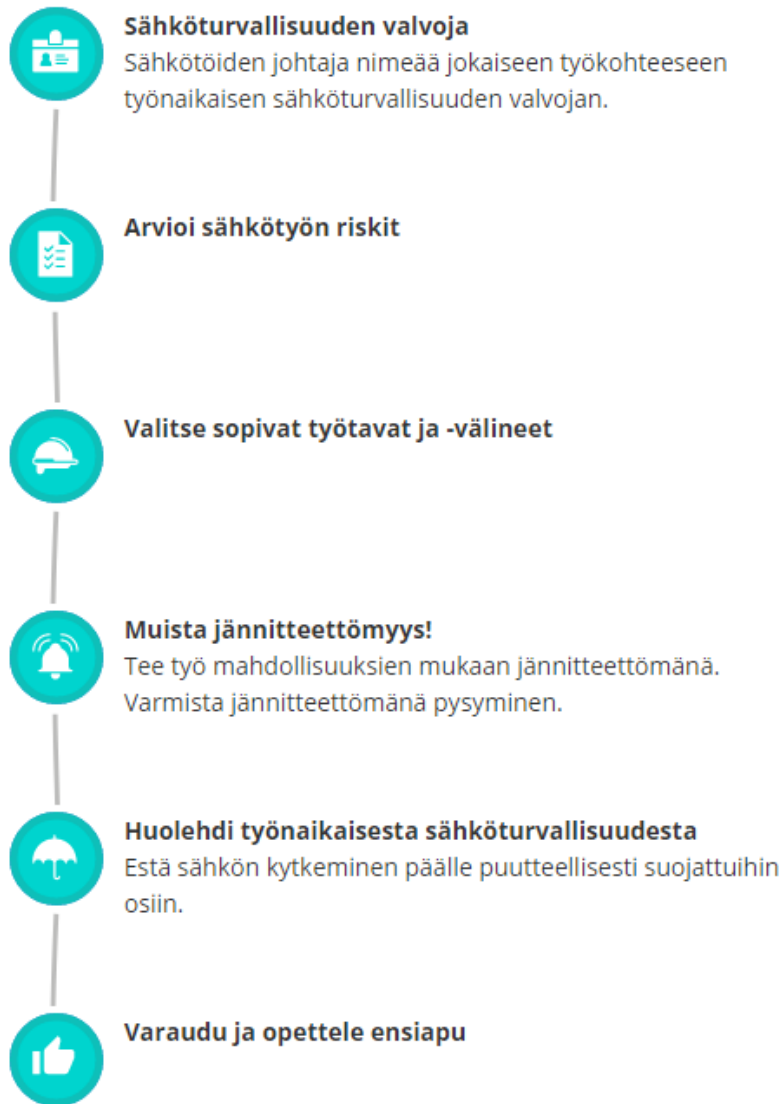 Sähköturvallisuuden valvoja
Sähkötöiden johtaja nimeää jokaiseen työkohteeseen
työnaikaisen sähköturvallisuuden valvojan.
Arvioi sähkötyön riskit
Valitse sopivat työtavat ja -välineet
Muista jännitteettömyys!
Tee työ mahdollisuuksien mukaan jännitteettömänä.
Varmista jännitteettömänä pysyminen.
Huolehdi työnaikaisesta sähköturvallisuudesta
Estä sähkön kytkeminen päälle puutteellisesti suojattuihin
osiin.
Varaudu ja opettele ensiapu